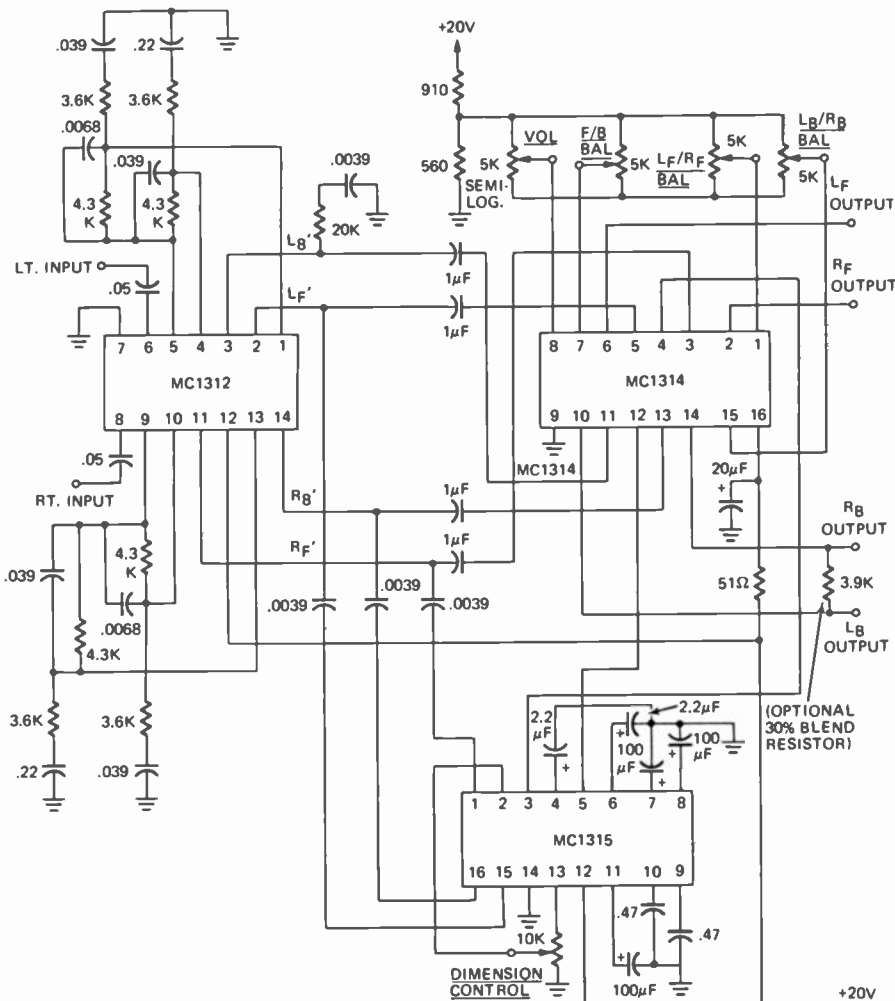 .039
.22
3.6K
3.6K
.0068
.039
4.3
K
4.3
K
LT. INPUT
.05
.0039
20K
LB'
LF'
1µF
1µF
7 6 5 4 3 2 1
MC1312
8 9 10 11 12 13 14
.05
RT. INPUT
+20V
910
560
VOL
5K
SEMI-
LOG.
F/B
BAL
5K
5K
LF/RF
BAL
LB/RB
BAL
5K
LF
OUTPUT
RF
OUTPUT
8 7 6 5 4 3 2 1
MC1314
9 10 11 12 13 14 15 16
MC1314
20µF
+
RB'
RF'
1µF
1µF
RB
OUTPUT
51Ω
3.9K
LB
OUTPUT
(OPTIONAL
30% BLEND
RESISTOR)
.039
4.3
K
.0068
4.3K
3.6K
3.6K
.22
.039
.0039
.0039
.0039
2.2
µF
+
2.2µF
+
100
µF
+
100
µF
+
1 2 3 4 5 6 7 8
MC1315
16 15 14 13 12 11 10 9
10K
DIMENSION
CONTROL
.47
.47
+
100µF
+20V